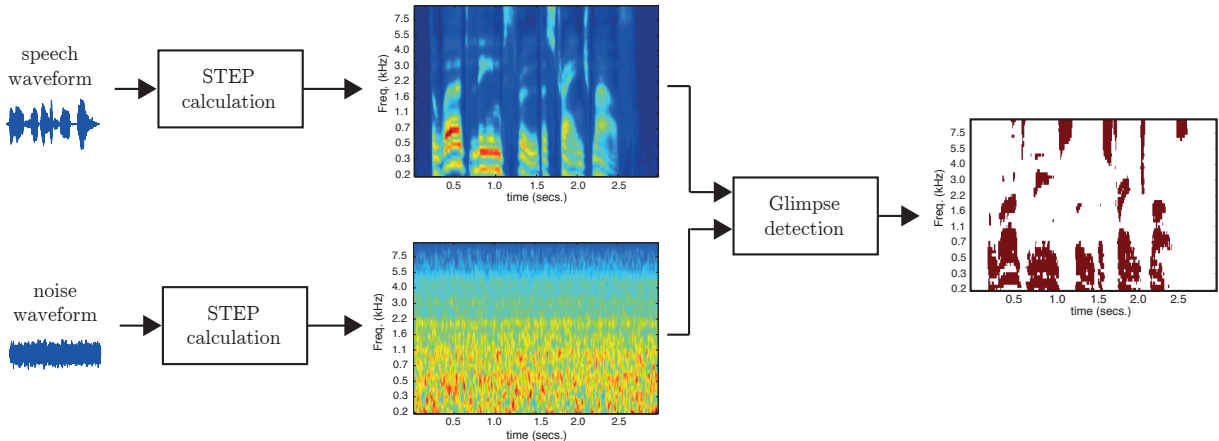 speech
waveform
STEP
calculation
Freq. (kHz)
7.5
5.5
4.0
3.0
2.2
1.6
1.1
0.7
0.5
0.3
0.2
0.5 1.0 1.5 2.0 2.5
time (secs.)
noise
waveform
STEP
calculation
Freq. (kHz)
7.5
5.5
4.0
3.0
2.2
1.6
1.1
0.7
0.5
0.3
0.2
0.5 1.0 1.5 2.0 2.5
time (secs.)
Glimpse
detection
Freq. (kHz)
7.5
5.5
4.0
3.0
2.2
1.6
1.1
0.7
0.5
0.3
0.2
0.5 1.0 1.5 2.0 2.5
time (secs.)